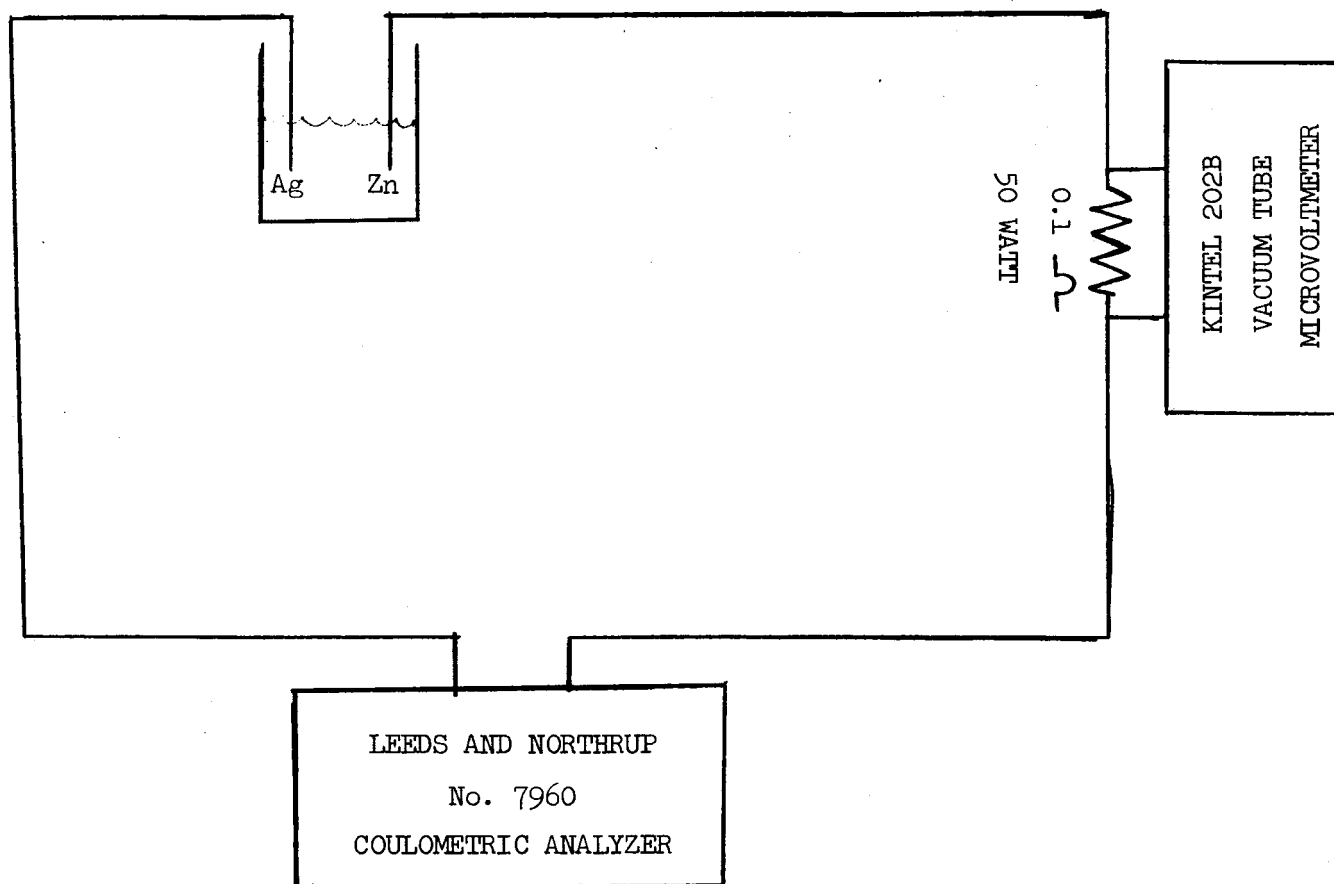 Ag Zn
0.1 Ω
50 WATT
KINTEL 202B
VACUUM TUBE
MICROVOLTMETER
LEEDS AND NORTHRUP
No. 7960
COULOMETRIC ANALYZER